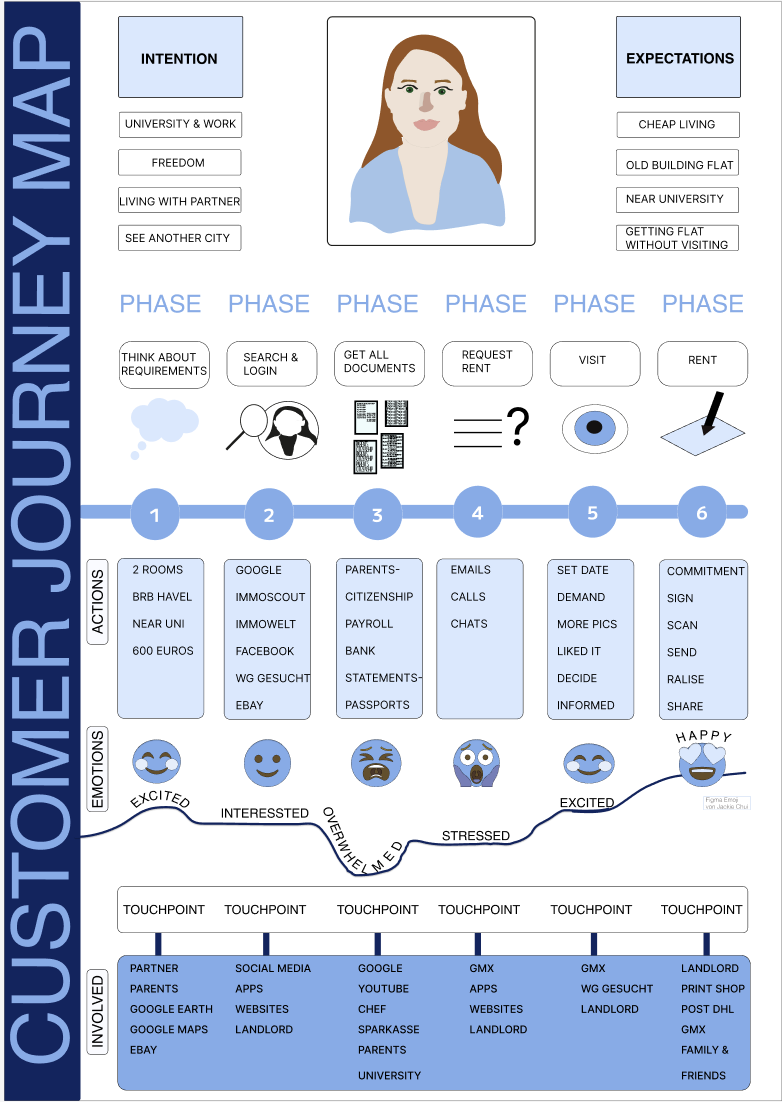 CUSTOMER JOURNEY MAP
INTENTION
UNIVERSITY & WORK
FREEDOM
LIVING WITH PARTNER
SEE ANOTHER CITY
EXPECTATIONS
CHEAP LIVING
OLD BUILDING FLAT
NEAR UNIVERSITY
GETTING FLAT
WITHOUT VISITING
PHASE
PHASE
PHASE
PHASE
PHASE
PHASE
THINK ABOUT
REQUIREMENTS
SEARCH &
LOGIN
GET ALL
DOCUMENTS
REQUEST
RENT
VISIT
RENT
?
1
2
3
4
5
6
ACTIONS
2 ROOMS
BRB HAVEL
NEAR UNI
600 EUROS
GOOGLE
IMMOSCOUT
IMMOWELT
FACEBOOK
WG GESUCHT
EBAY
PARENTS-
CITIZENSHIP
PAYROLL
BANK
STATEMENTS-
PASSPORTS
EMAILS
CALLS
CHATS
SET DATE
DEMAND
MORE PICS
LIKED IT
DECIDE
INFORMED
COMMITMENT
SIGN
SCAN
SEND
RALISE
SHARE
EMOTIONS
EXCITED
INTERESSTED
OVERWHELMED
STRESSED
EXCITED
HAPPY
Figma Emoji
von Jackie Chui
TOUCHPOINT
TOUCHPOINT
TOUCHPOINT
TOUCHPOINT
TOUCHPOINT
TOUCHPOINT
INVOLVED
PARTNER
PARENTS
GOOGLE EARTH
GOOGLE MAPS
EBAY
SOCIAL MEDIA
APPS
WEBSITES
LANDLORD
GOOGLE
YOUTUBE
CHEF
SPARKASSE
PARENTS
UNIVERSITY
GMX
APPS
WEBSITES
LANDLORD
GMX
WG GESUCHT
LANDLORD
LANDLORD
PRINT SHOP
POST DHL
GMX
FAMILY &
FRIENDS